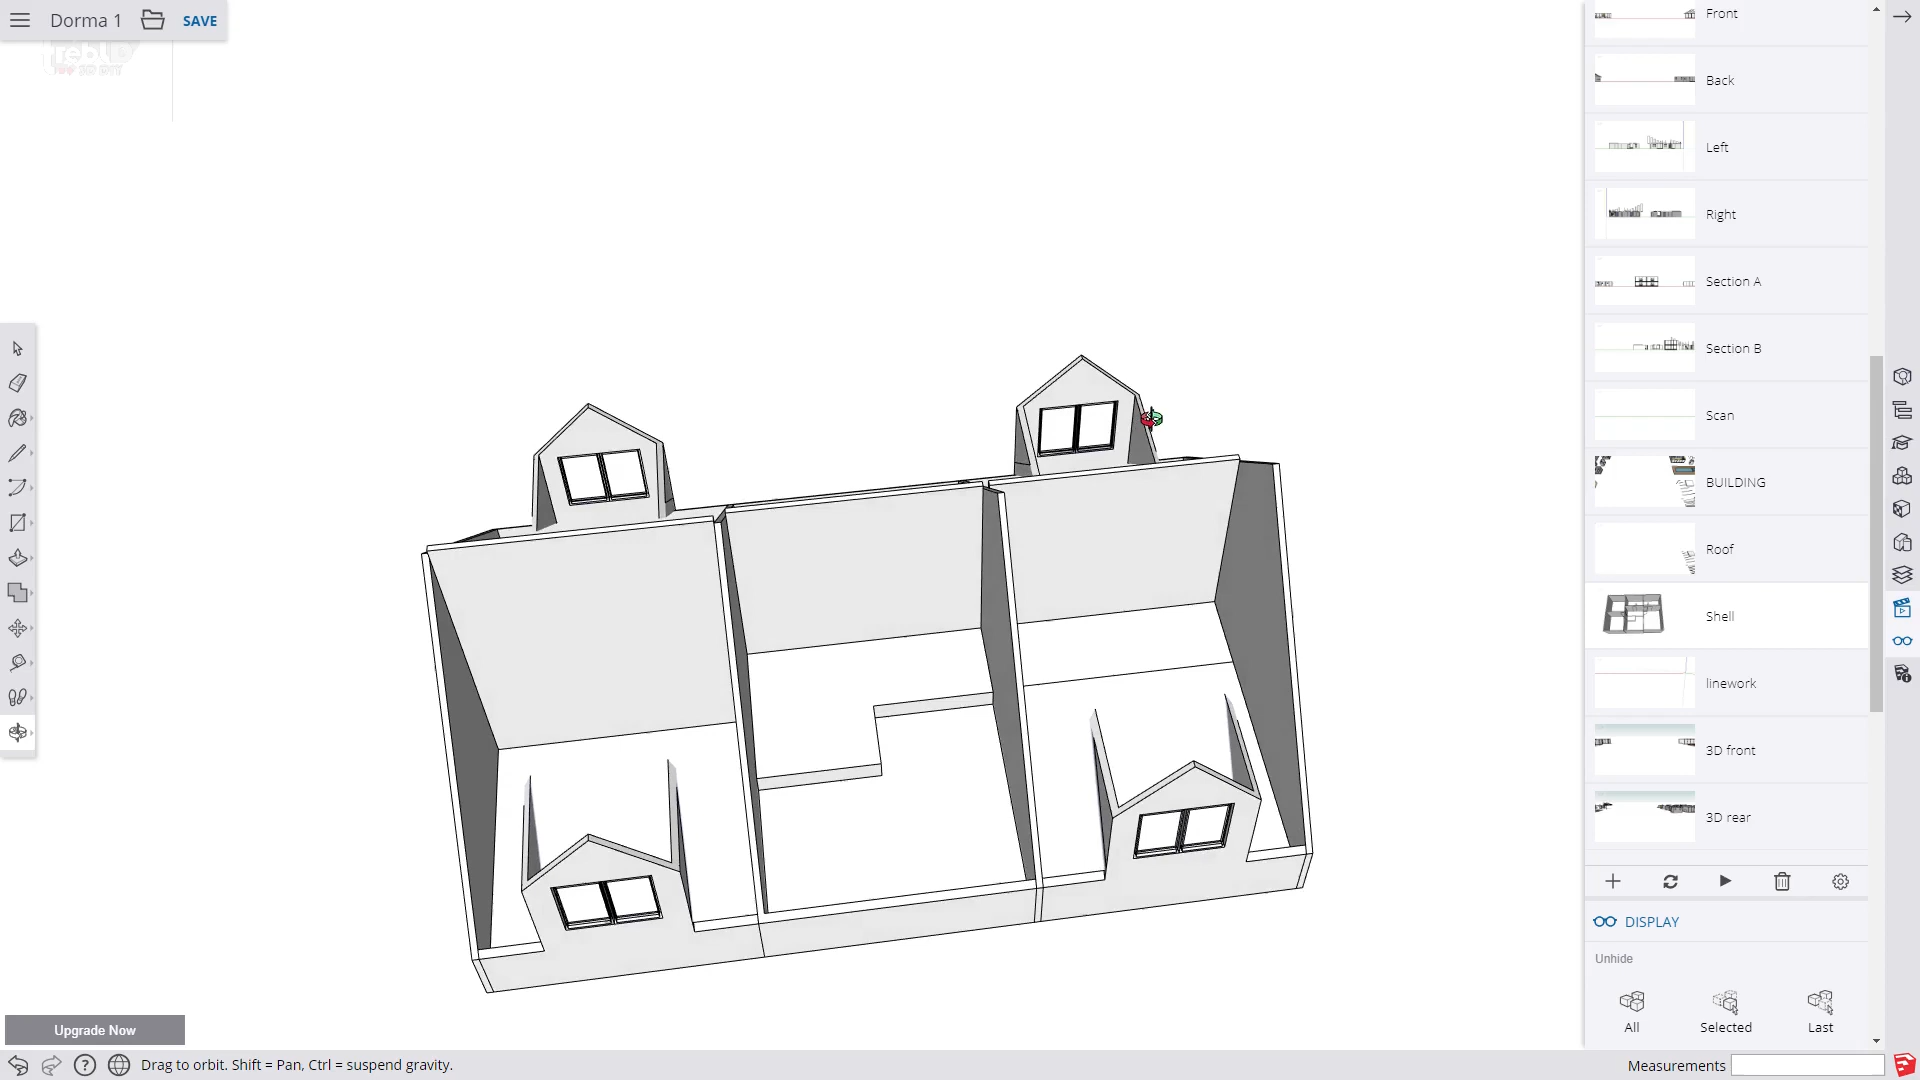 Dorma 1
SAVE
Front
Back
Left
Right
Section A
Section B
Scan
BUILDING
Roof
Shell
linework
3D front
3D rear
DISPLAY
Unhide
All
Selected
Last
Upgrade Now
Drag to orbit. Shift = Pan, Ctrl = suspend gravity.
Measurements